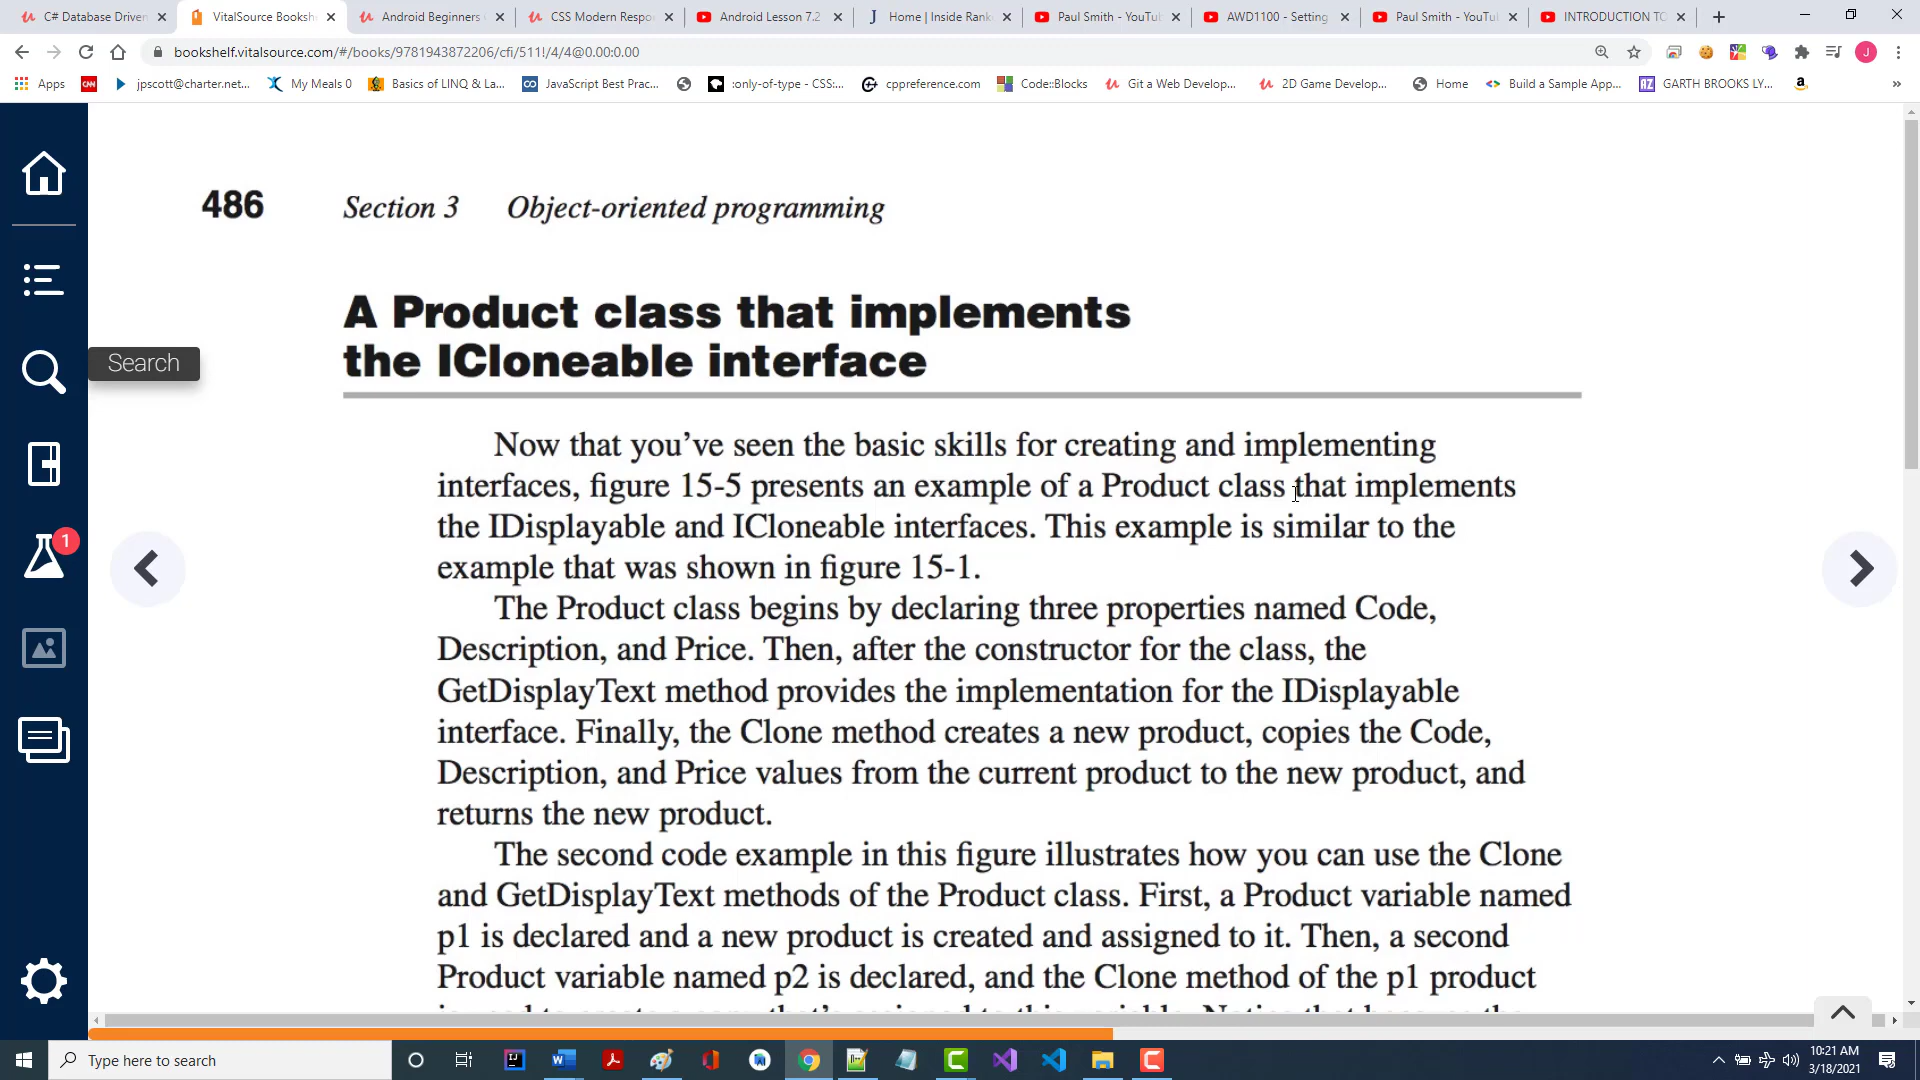 C# Database Driven
VitalSource Booksh
Android Beginners
CSS Modern Respo
Android Lesson 7.2
Home | Inside Rank
Paul Smith - YouTu
AWD1100 - Setting
Paul Smith - YouTu
INTRODUCTION TO
bookshelf.vitalsource.com/#/books/9781943872206/cfi/511!/4/4@0.00:0.00
Apps
jpscott@charter.net...
My Meals 0
Basics of LINQ & La...
JavaScript Best Prac...
:only-of-type - CSS:...
cppreference.com
Code::Blocks
Git a Web Develop...
2D Game Develop...
Home
Build a Sample App...
GARTH BROOKS LY...
486 Section 3 Object-oriented programming
A Product class that implements
the ICloneable interface
Search
Now that you’ve seen the basic skills for creating and implementing
interfaces, figure 15-5 presents an example of a Product class that implements
the IDisplayable and ICloneable interfaces. This example is similar to the
example that was shown in figure 15-1.
The Product class begins by declaring three properties named Code,
Description, and Price. Then, after the constructor for the class, the
GetDisplayText method provides the implementation for the IDisplayable
interface. Finally, the Clone method creates a new product, copies the Code,
Description, and Price values from the current product to the new product, and
returns the new product.
The second code example in this figure illustrates how you can use the Clone
and GetDisplayText methods of the Product class. First, a Product variable named
p1 is declared and a new product is created and assigned to it. Then, a second
Product variable named p2 is declared, and the Clone method of the p1 product
1
Type here to search
10:21 AM
3/18/2021